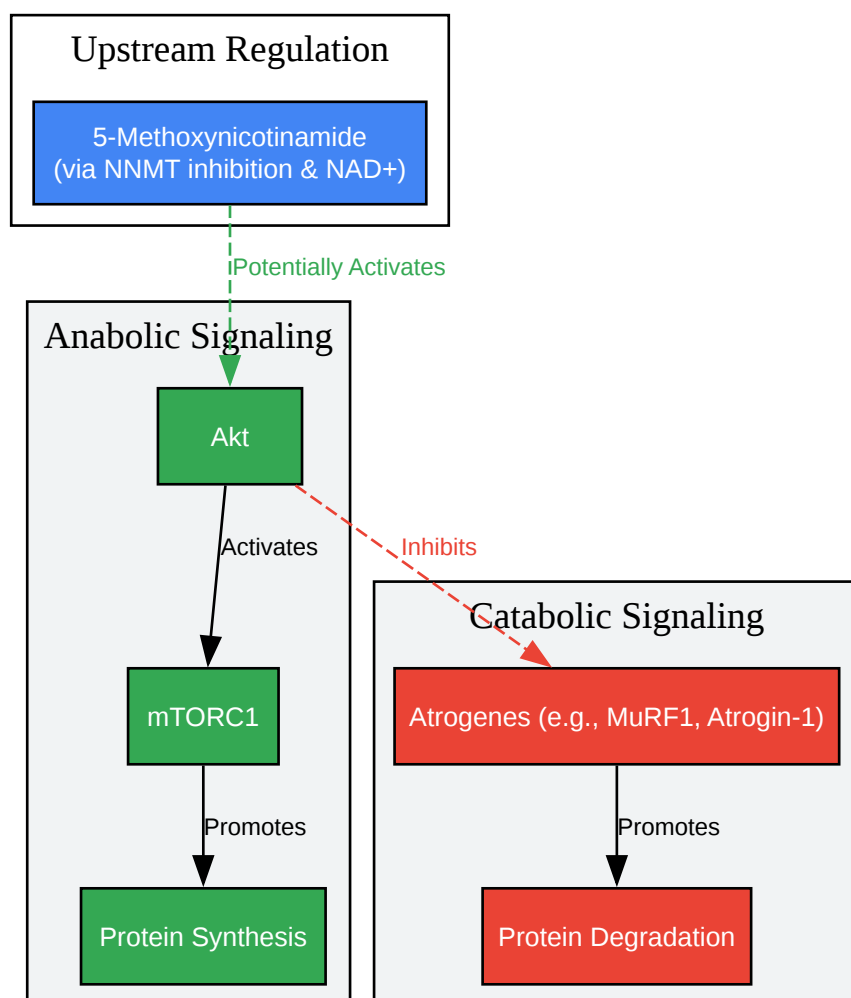 Upstream Regulation
5-Methoxynicotinamide
(via NNMT inhibition & NAD+)
Potentially Activates
Anabolic Signaling
Akt
Activates
Inhibits
Catabolic Signaling
mTORC1
Atrogenes (e.g., MuRF1, Atrogin-1)
Promotes
Promotes
Protein Synthesis
Protein Degradation